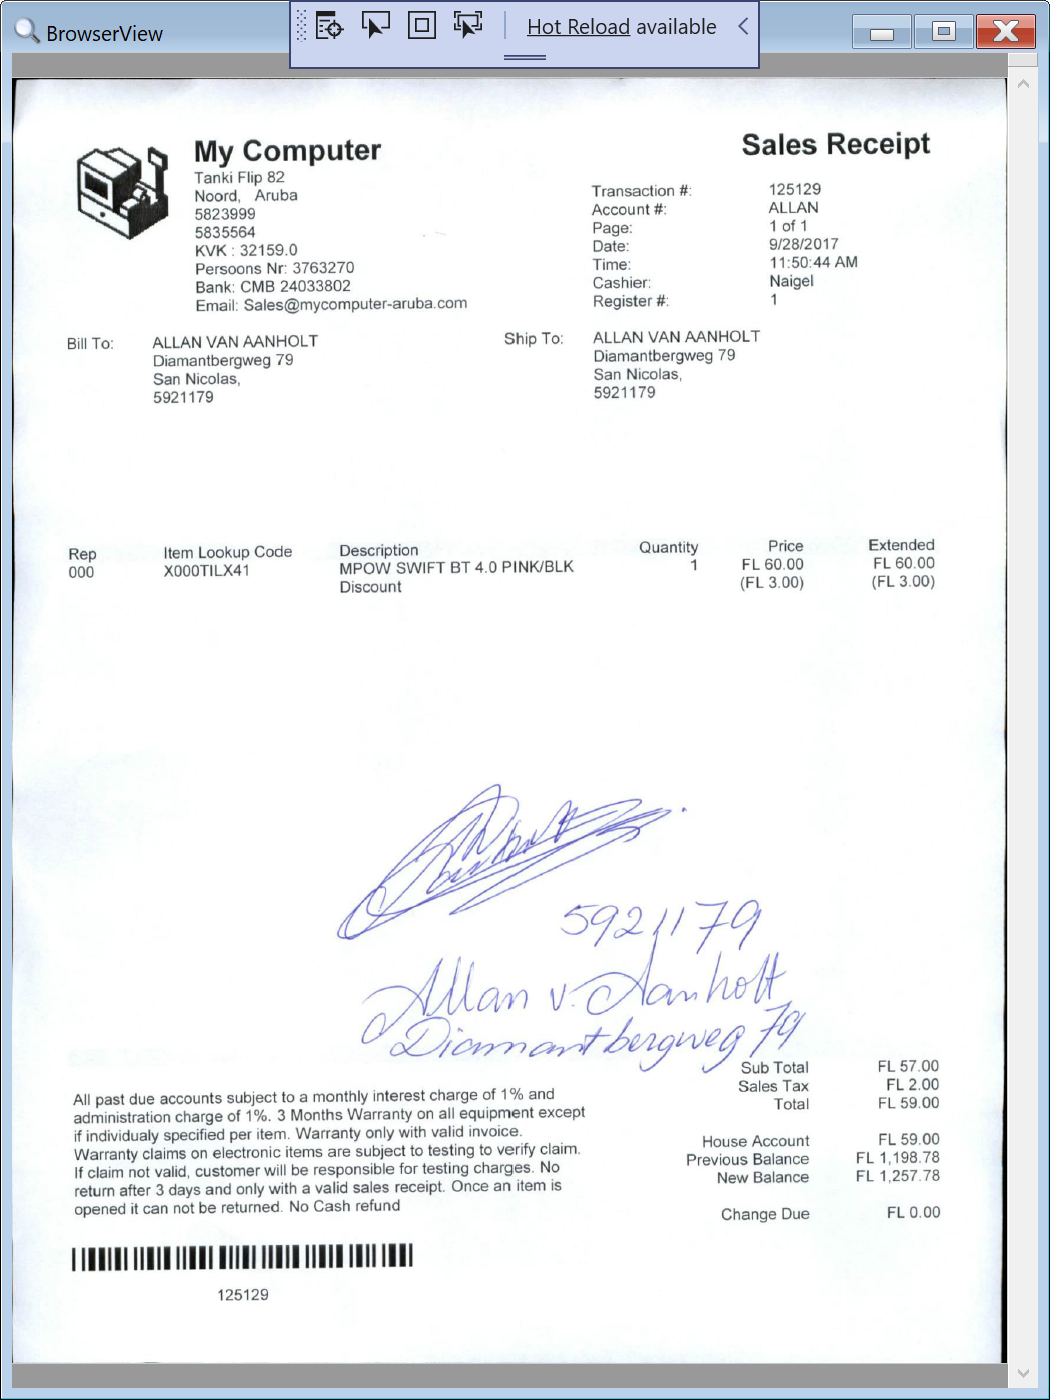 BrowserView
Hot Reload available
My Computer
Tanki Flip 82
Noord, Aruba
5823999
5835564
KVK : 32159.0
Persoons Nr: 3763270
Bank: CMB 24033802
Email: Sales@mycomputer-aruba.com
Sales Receipt
Transaction #: 125129
Account #: ALLAN
Page: 1 of 1
Date: 9/28/2017
Time: 11:50:44 AM
Cashier: Naigel
Register #: 1
Bill To: ALLAN VAN AANHOLT
Diamantbergweg 79
San Nicolas,
5921179
Ship To: ALLAN VAN AANHOLT
Diamantbergweg 79
San Nicolas,
5921179
Rep Item Lookup Code Description Quantity Price Extended
000 X000TILX41 MPOW SWIFT BT 4.0 PINK/BLK 1 FL 60.00 FL 60.00
Discount (FL 3.00) (FL 3.00)
5921179
Allan v. Aanholt
Diamantbergweg 79
Sub Total FL 57.00
Sales Tax FL 2.00
Total FL 59.00
House Account FL 59.00
Previous Balance FL 1,198.78
New Balance FL 1,257.78
Change Due FL 0.00
All past due accounts subject to a monthly interest charge of 1% and
administration charge of 1%. 3 Months Warranty on all equipment except
if individualy specified per item. Warranty only with valid invoice.
Warranty claims on electronic items are subject to testing to verify claim.
If claim not valid, customer will be responsible for testing charges. No
return after 3 days and only with a valid sales receipt. Once an item is
opened it can not be returned. No Cash refund
125129